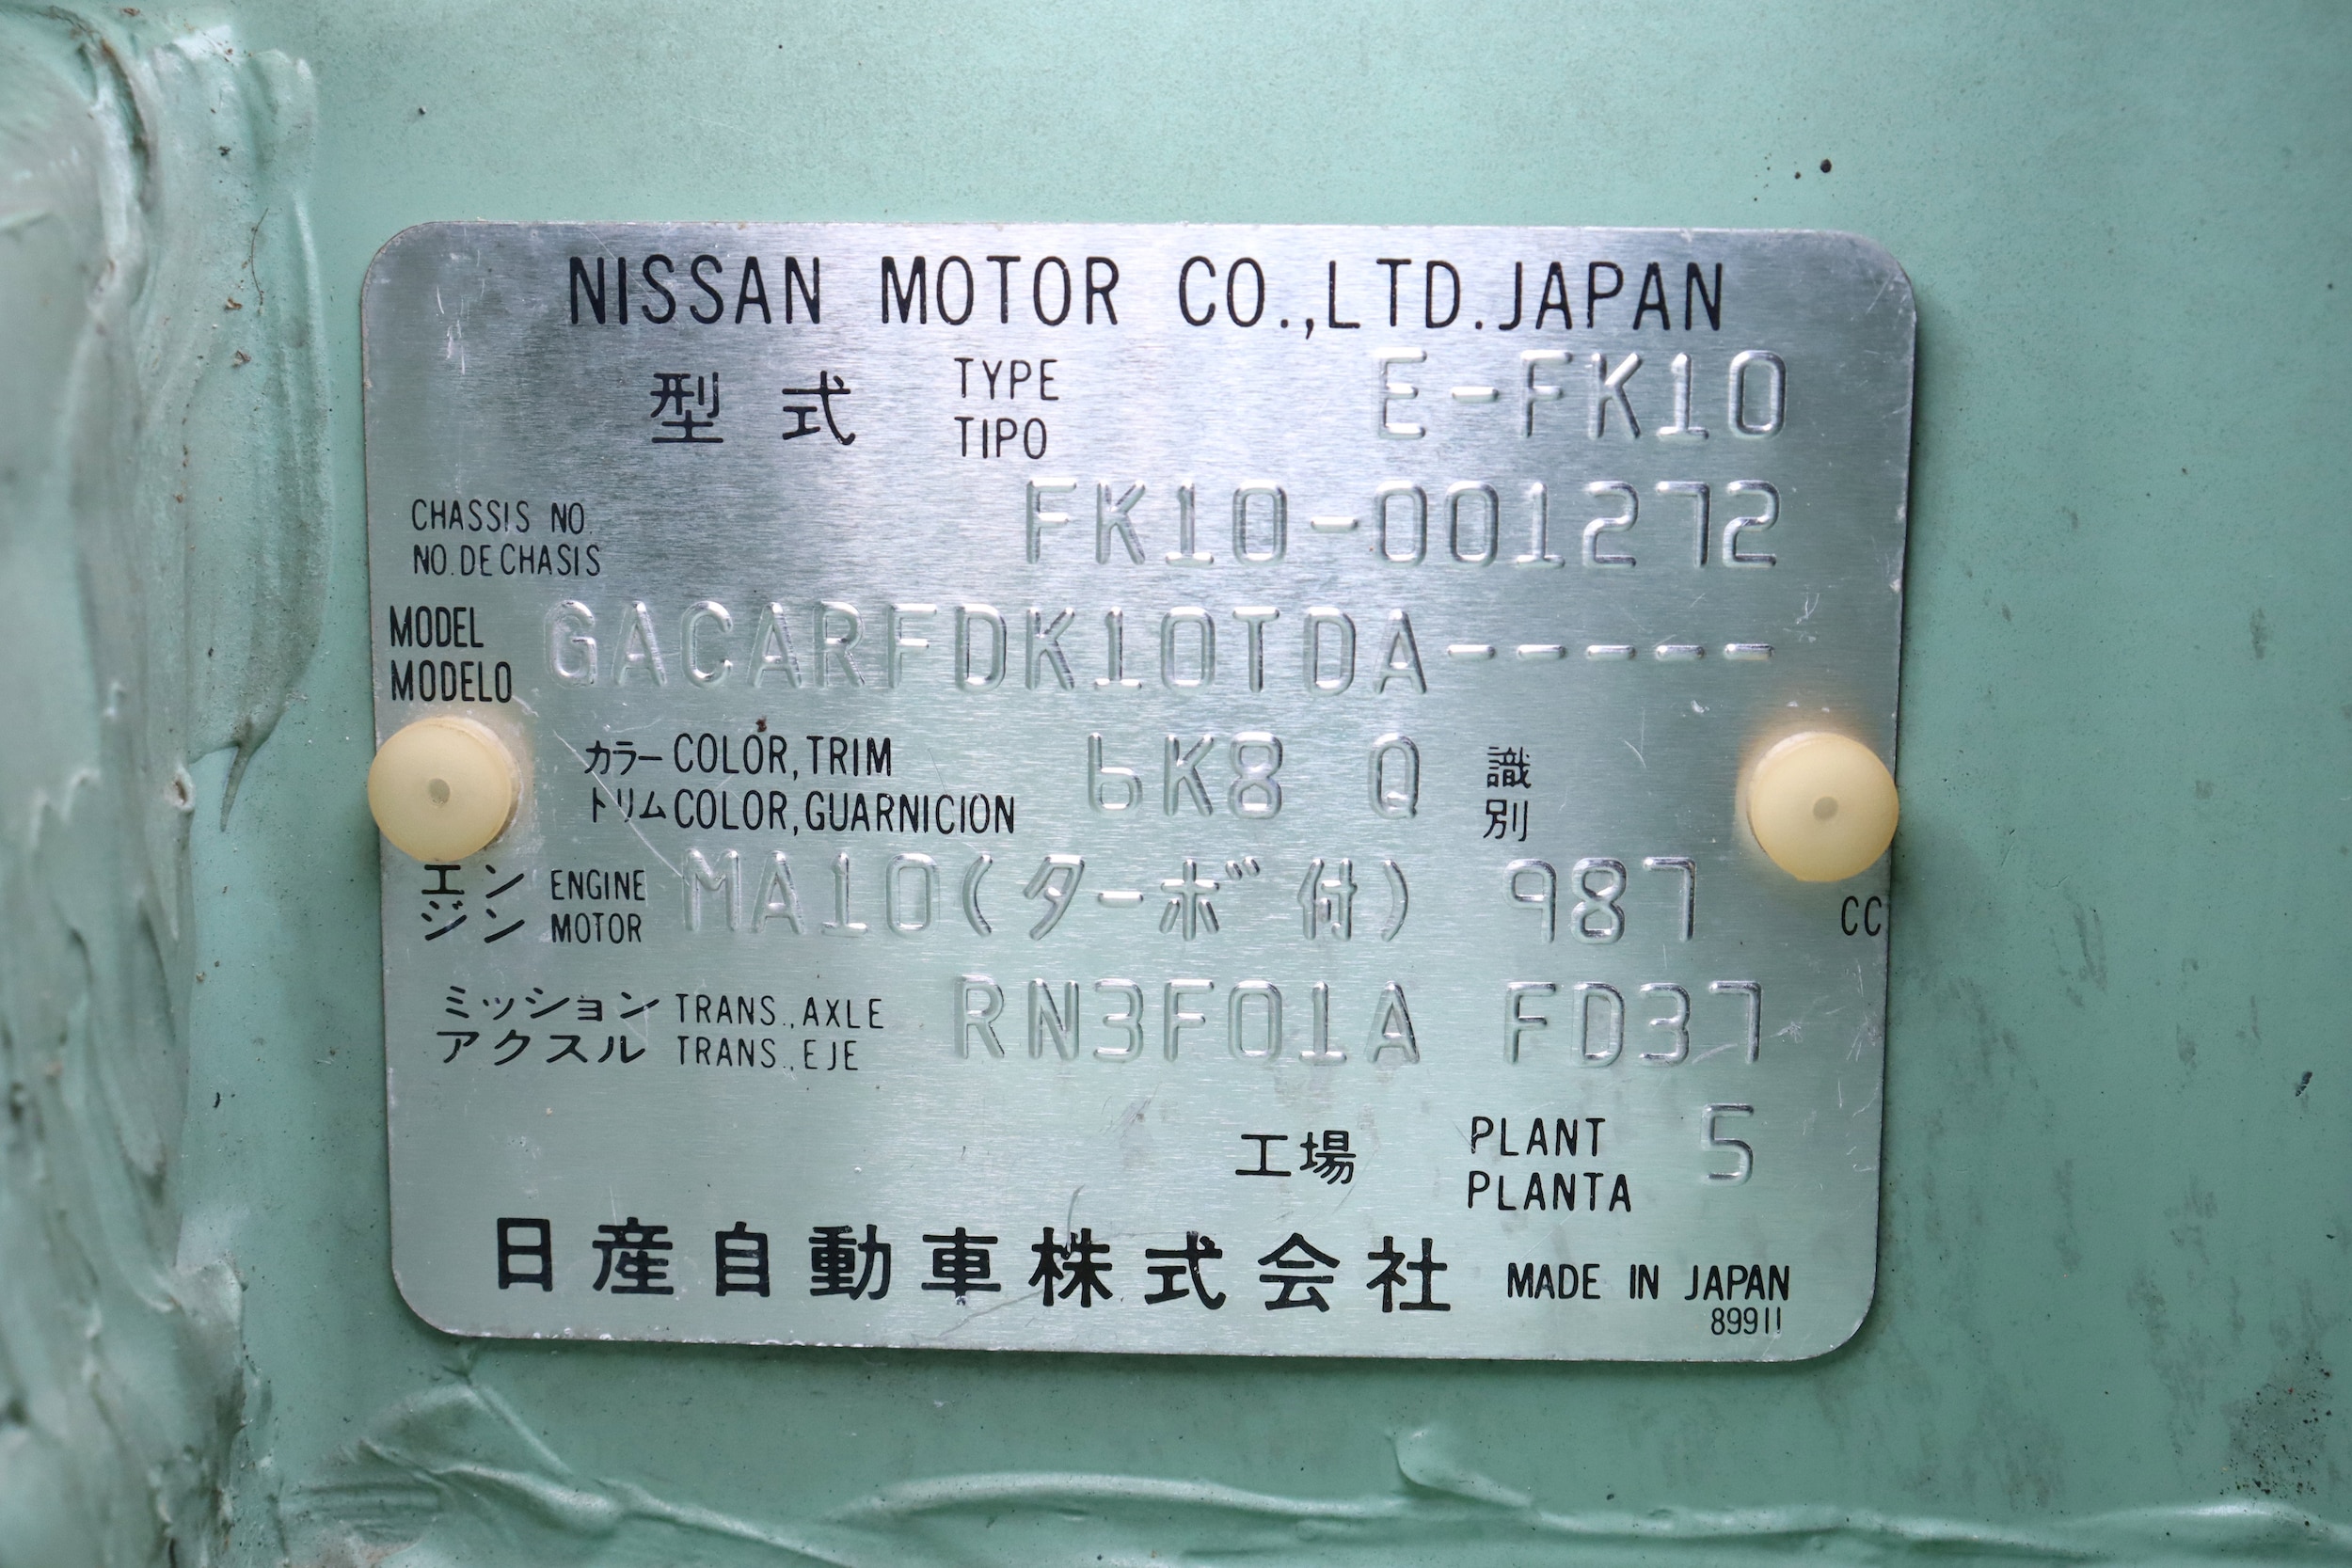 NISSAN MOTOR CO.,LTD.JAPAN
型式 TYPE E-FK10
TIPO
CHASSIS NO. FK10-001272
NO.DE CHASIS
MODEL GACARFDK10TDA-----
MODELO
カラー COLOR,TRIM 6K8 Q 識
トリム COLOR,GUARNICION 別
エン ENGINE MA10(ターボ付) 987 CC
ジン MOTOR
ミッション TRANS.,AXLE RN3F01A FD37
アクスル TRANS.,EJE
工場 PLANT 5
PLANTA
日産自動車株式会社 MADE IN JAPAN
89911